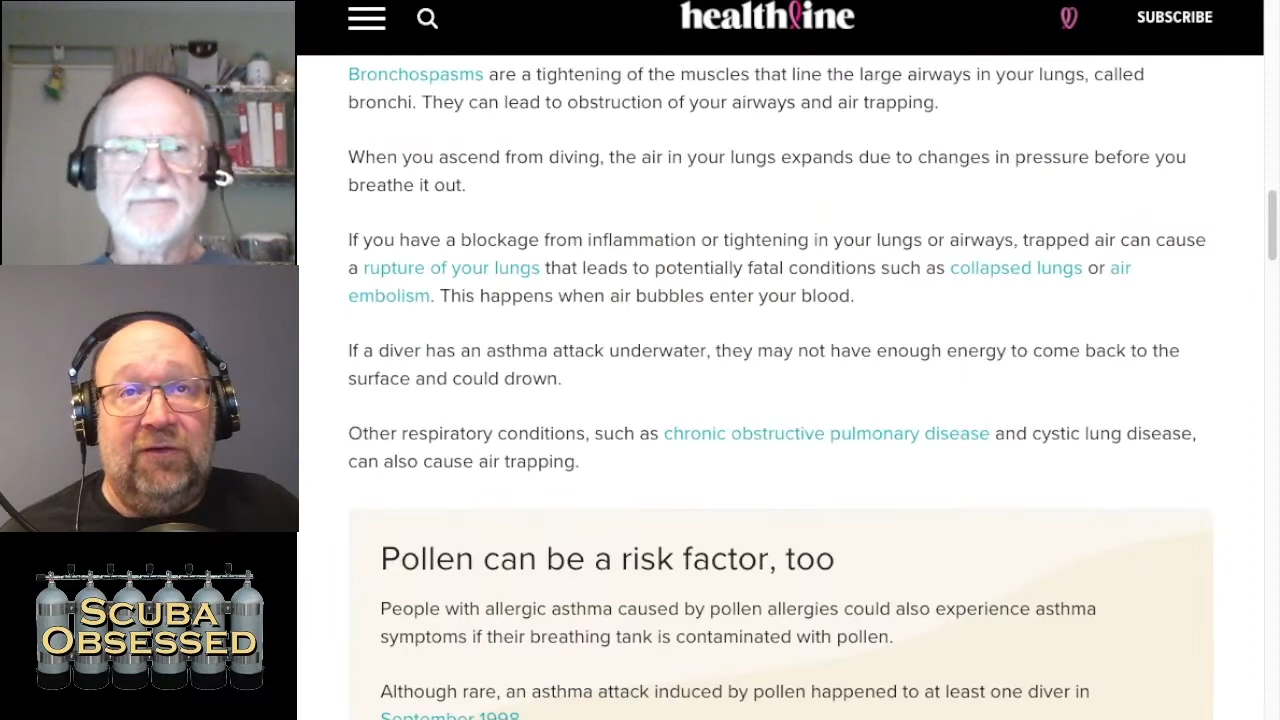 healthline
SUBSCRIBE
Bronchospasms are a tightening of the muscles that line the large airways in your lungs, called
bronchi. They can lead to obstruction of your airways and air trapping.
When you ascend from diving, the air in your lungs expands due to changes in pressure before you
breathe it out.
If you have a blockage from inflammation or tightening in your lungs or airways, trapped air can cause
a rupture of your lungs that leads to potentially fatal conditions such as collapsed lungs or air
embolism. This happens when air bubbles enter your blood.
If a diver has an asthma attack underwater, they may not have enough energy to come back to the
surface and could drown.
Other respiratory conditions, such as chronic obstructive pulmonary disease and cystic lung disease,
can also cause air trapping.
Pollen can be a risk factor, too
People with allergic asthma caused by pollen allergies could also experience asthma
symptoms if their breathing tank is contaminated with pollen.
Although rare, an asthma attack induced by pollen happened to at least one diver in
September 1998
SCUBA
OBSESSED